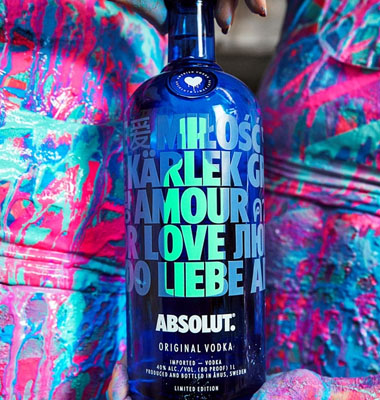 MIŁOŚĆ
KÄRLEK
AMOUR
LOVE
LIEBE
ABSOLUT.
ORIGINAL VODKA
IMPORTED — VODKA
40% ALC./VOL. (80 PROOF) 1 L
PRODUCED AND BOTTLED IN ÅHUS, SWEDEN
LIMITED EDITION